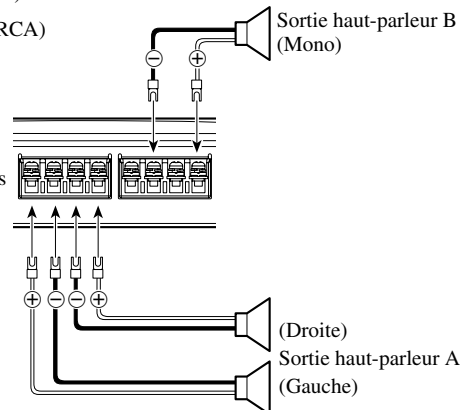 RCA)
Sortie haut-parleur B
(Mono)
s
(Droite)
Sortie haut-parleur A
(Gauche)